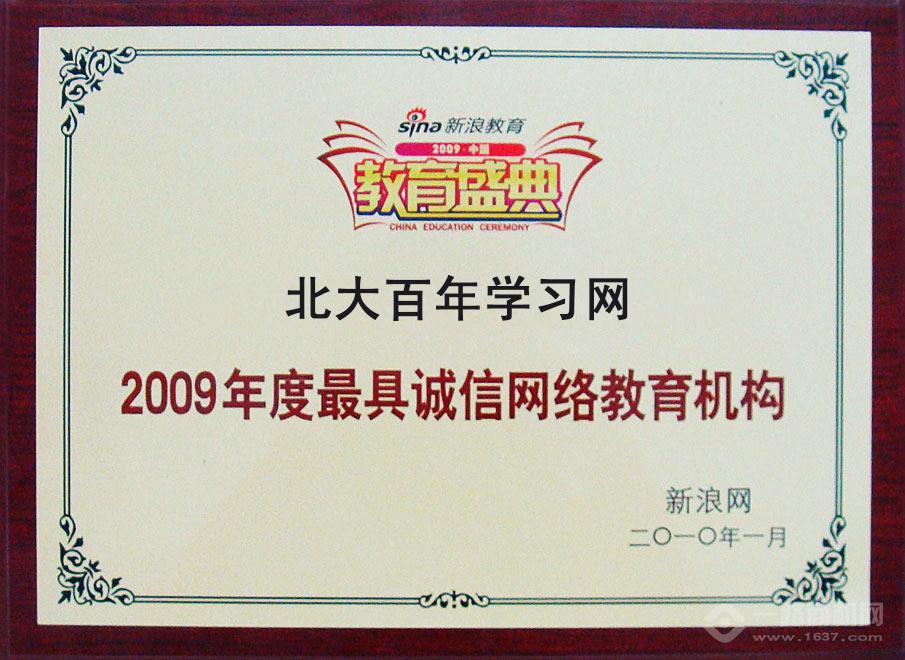 sina新浪教育
2009·中国
教育盛典
CHINA EDUCATION CEREMONY
北大百年学习网
2009年度最具诚信网络教育机构
新浪网
二〇一〇年一月
www.1637.com